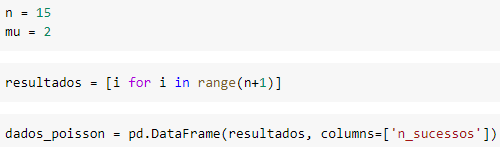 n = 15
mu = 2
resultados = [i for i in range(n+1)]
dados_poisson = pd.DataFrame(resultados, columns=['n_sucessos'])